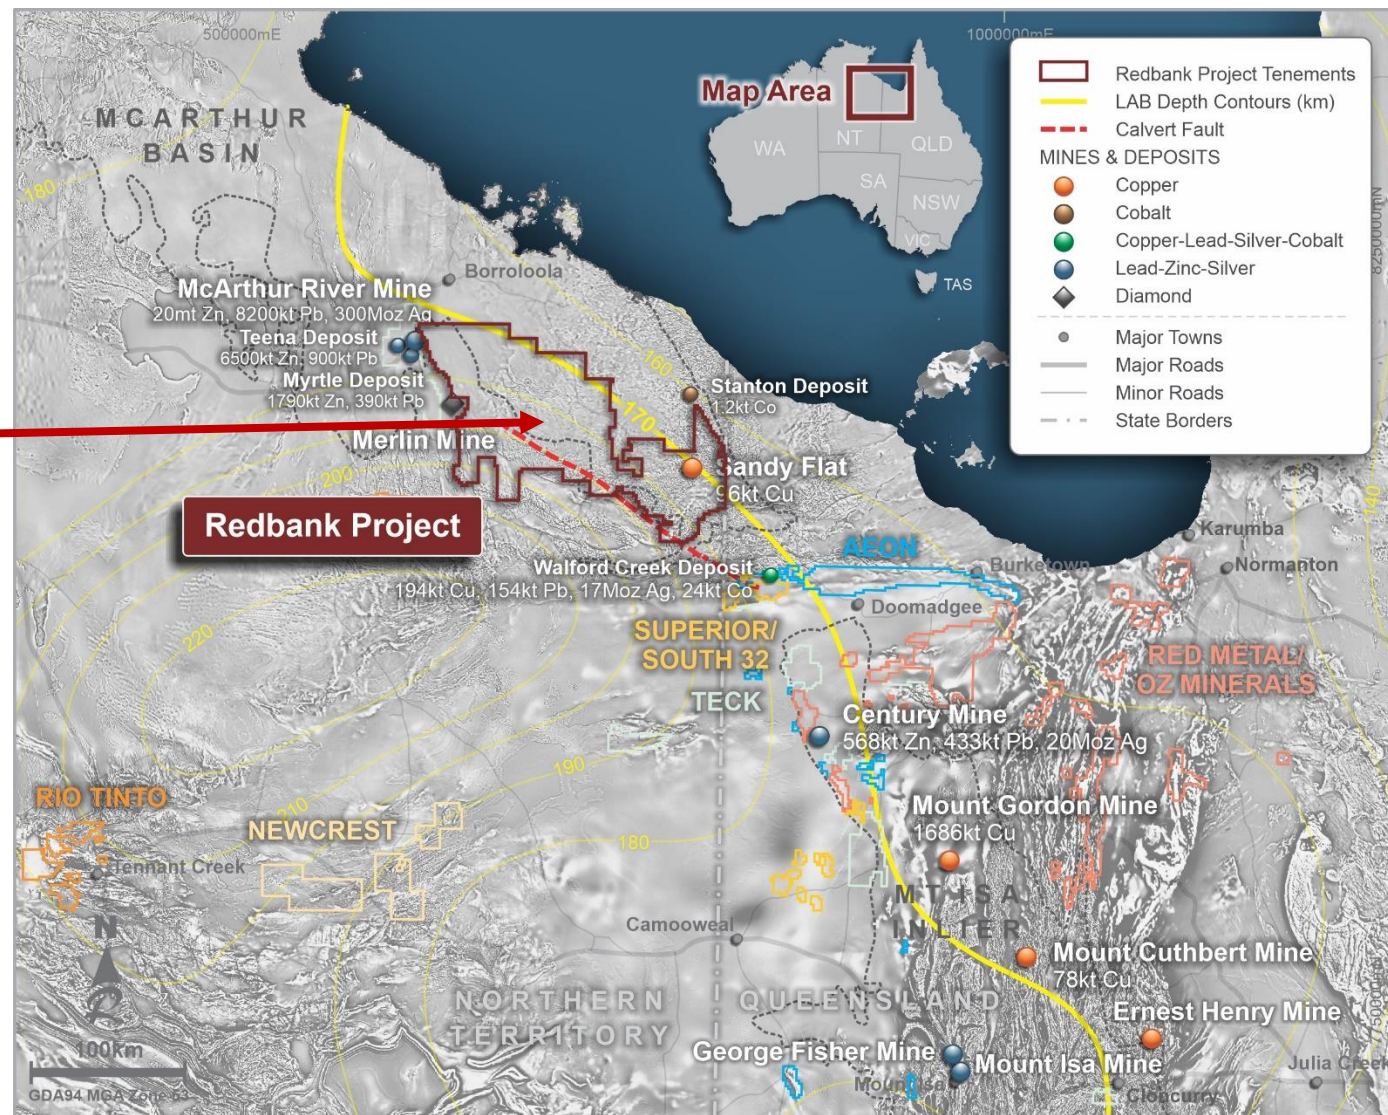 500000mE
1000000mE
MCARTHUR
BASIN
180
Map Area
WA
NT
QLD
SA
NSW
VIC
TAS
Redbank Project Tenements
LAB Depth Contours (km)
Calvert Fault
MINES & DEPOSITS
Copper
Cobalt
Copper-Lead-Silver-Cobalt
Lead-Zinc-Silver
Diamond
Major Towns
Major Roads
Minor Roads
State Borders
8250000mN
Borroloola
McArthur River Mine
20mt Zn, 8200kt Pb, 300Moz Ag
Teena Deposit
6500kt Zn, 900kt Pb
Myrtle Deposit
1790kt Zn, 390kt Pb
Merlin Mine
160
170
Stanton Deposit
1.2kt Co
Sandy Flat
96kt Cu
200
140
Redbank Project
Walford Creek Deposit
194kt Cu, 154kt Pb, 17Moz Ag, 24kt Co
AEON
Burketown
Karumba
Normanton
Doomadgee
220
SUPERIOR/
SOUTH 32
TECK
RED METAL/
OZ MINERALS
Century Mine
568kt Zn, 433kt Pb, 20Moz Ag
190
210
180
RIO TINTO
NEWCREST
Tennant Creek
Mount Gordon Mine
1686kt Cu
MT ISA
INLIER
Camooweal
Mount Cuthbert Mine
78kt Cu
NORTHERN
TERRITORY
QUEENSLAND
Ernest Henry Mine
George Fisher Mine
Mount Isa Mine
Mount Isa
Julia Creek
Cloncurry
N
100km
GDA94 MGA Zone 53